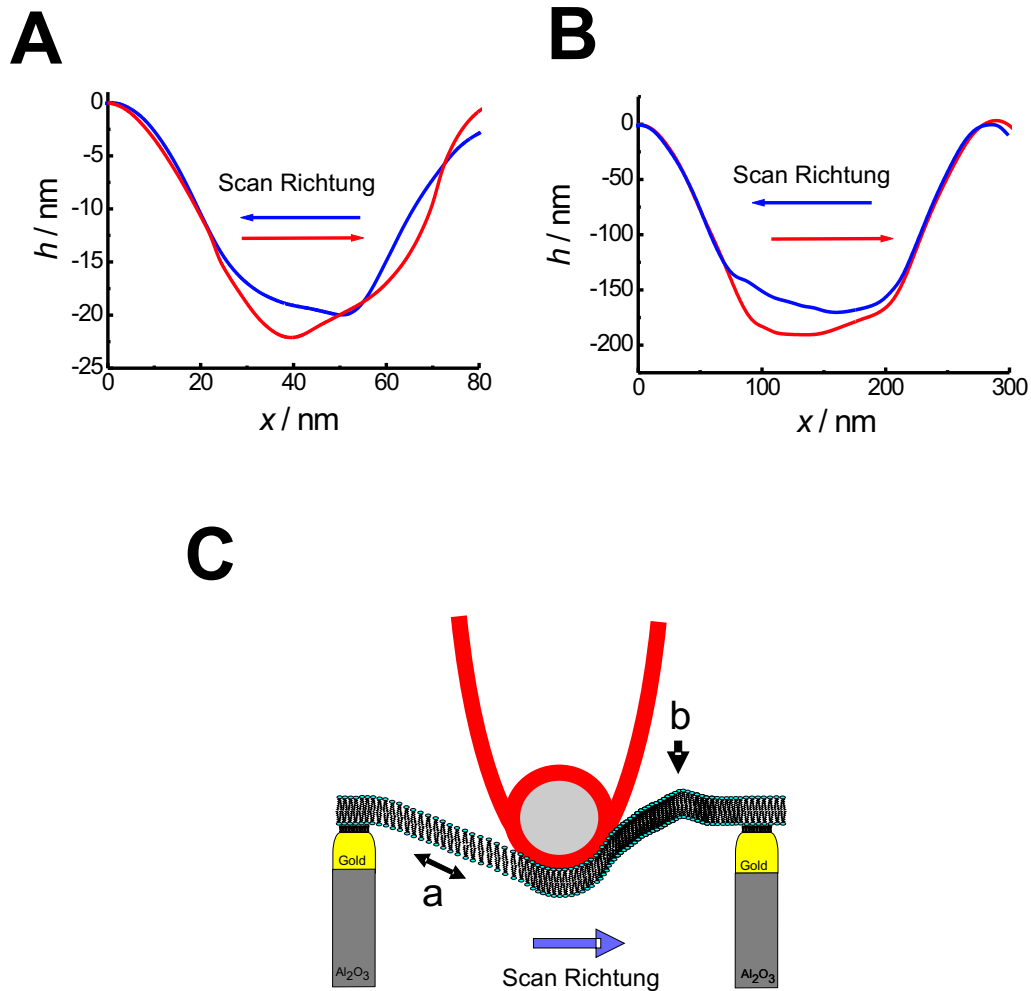 A
0
-5
-10
-15
-20
-25
h / nm
Scan Richtung
0
20
40
60
80
x / nm
B
0
-50
-100
-150
-200
h / nm
Scan Richtung
0
100
200
300
x / nm
C
b
a
Gold
Gold
Al2O3
Al2O3
Scan Richtung